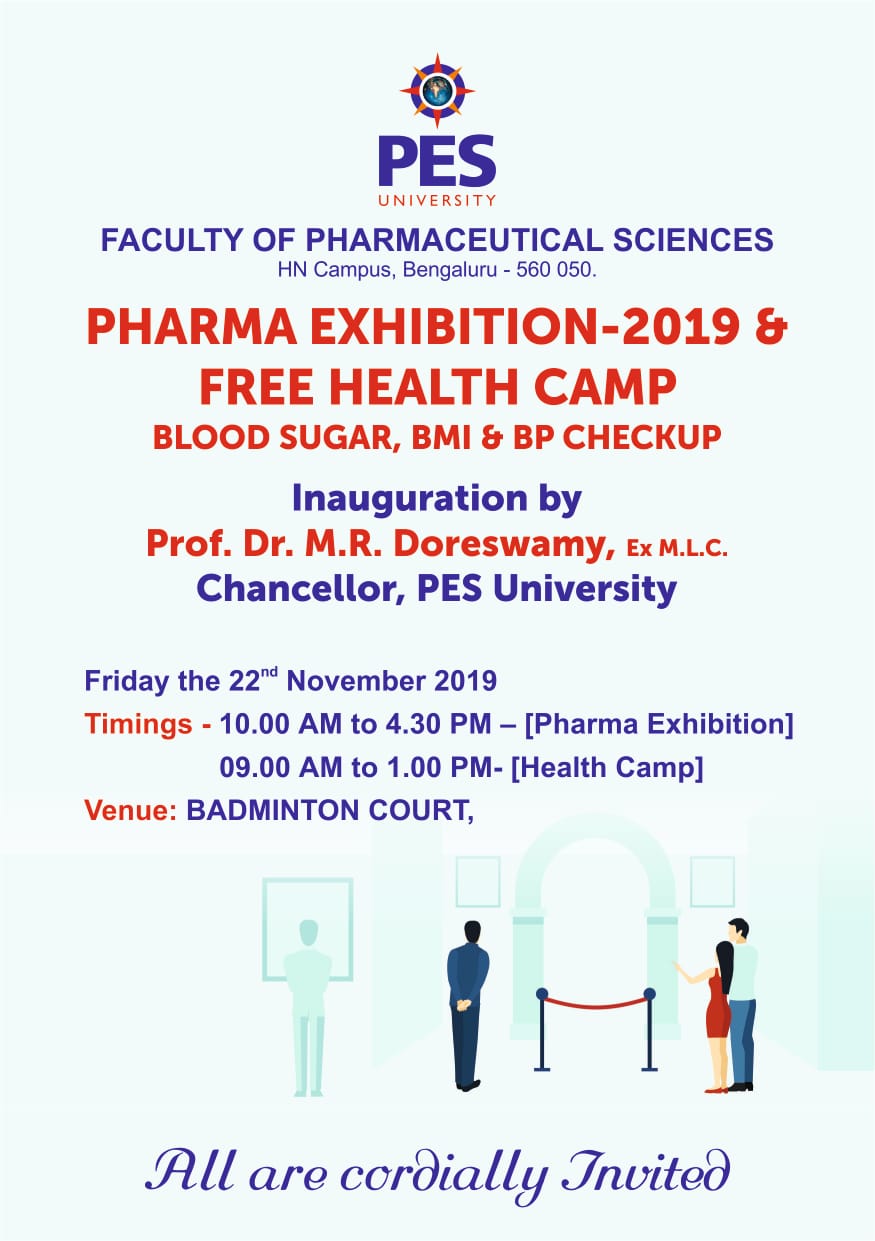 PES
UNIVERSITY
FACULTY OF PHARMACEUTICAL SCIENCES
HN Campus, Bengaluru - 560 050.
PHARMA EXHIBITION-2019 &
FREE HEALTH CAMP
BLOOD SUGAR, BMI & BP CHECKUP
Inauguration by
Prof. Dr. M.R. Doreswamy, Ex M.L.C.
Chancellor, PES University
Friday the 22nd November 2019
Timings - 10.00 AM to 4.30 PM – [Pharma Exhibition]
09.00 AM to 1.00 PM- [Health Camp]
Venue: BADMINTON COURT,
All are cordially Invited